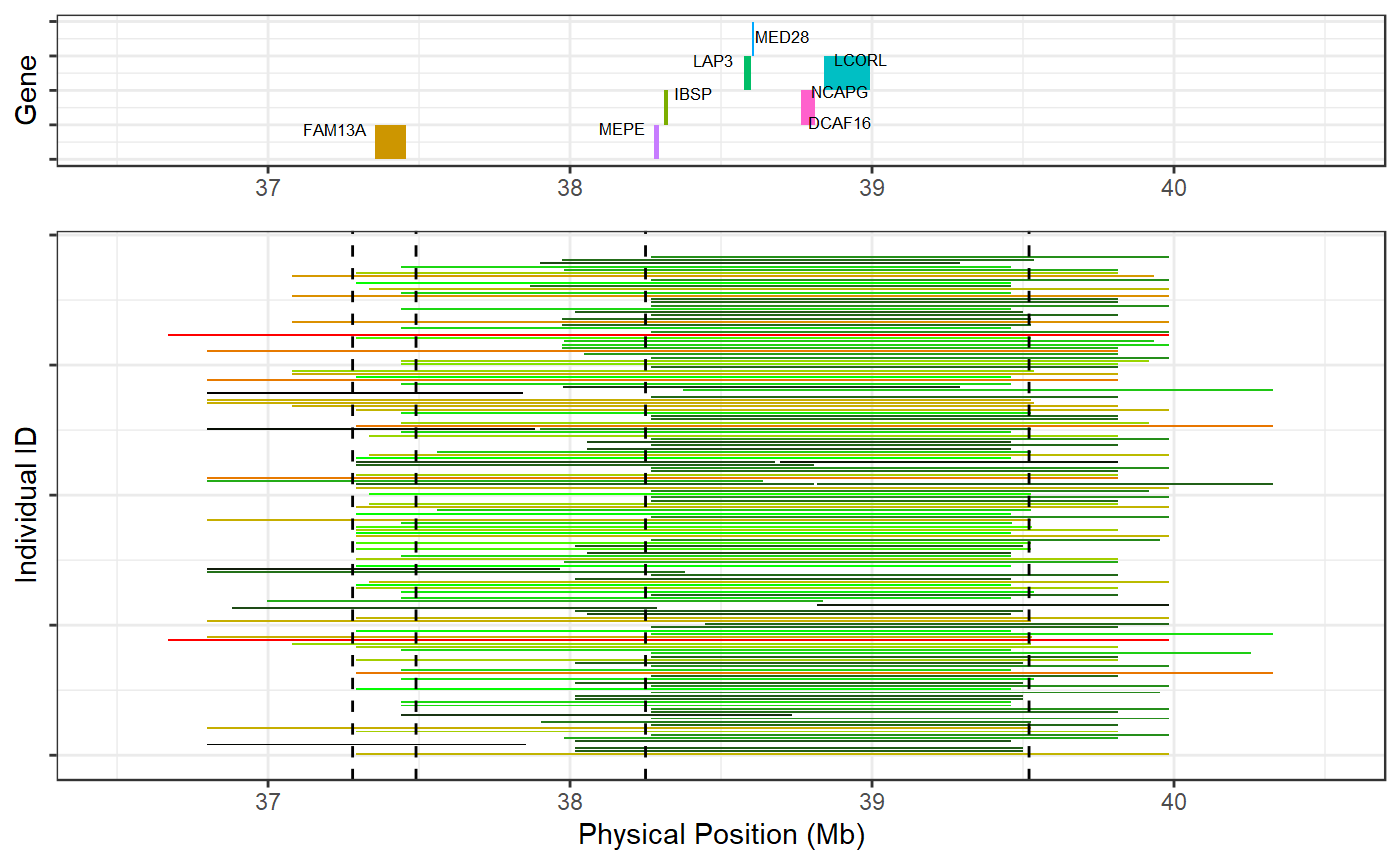 Gene
MED28
LAP3
LCORL
IBSP
NCAPG
FAM13A
MEPE
DCAF16
37
38
39
40
Individual ID
37
38
39
40
Physical Position (Mb)